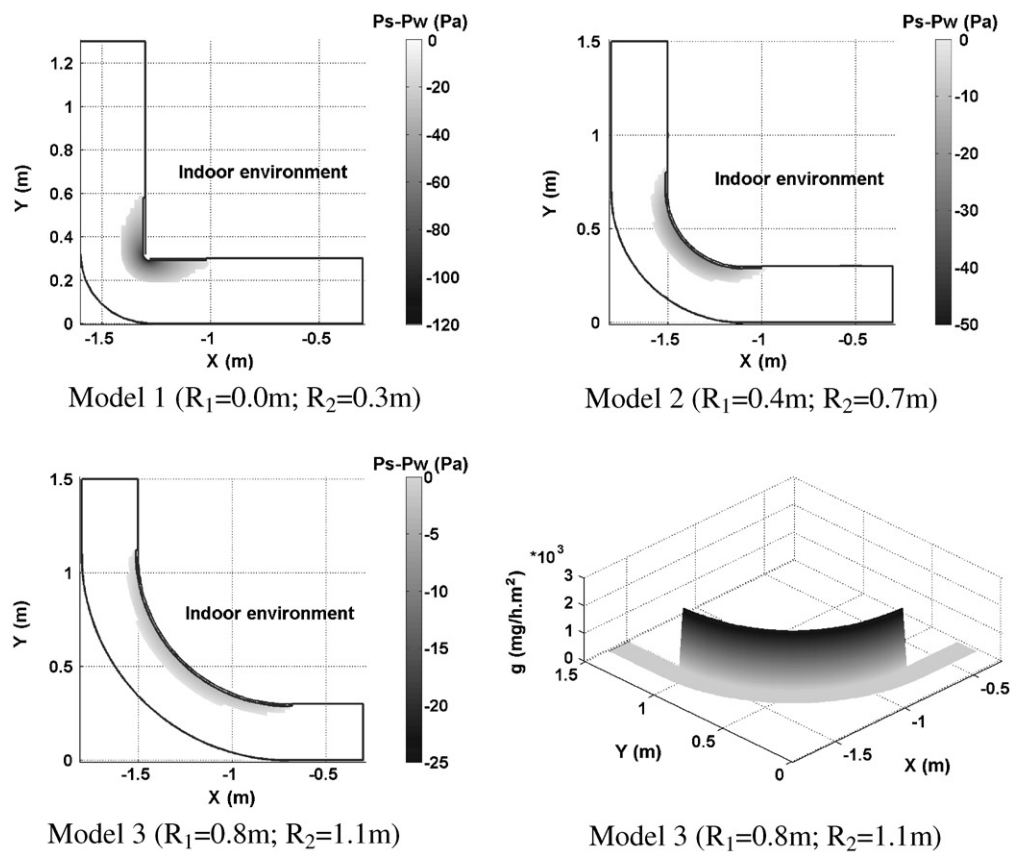 Ps-Pw (Pa)
0
-20
-40
-60
-80
-100
-120
1.2
1
0.8
0.6
0.4
0.2
0
Y (m)
Indoor environment
-1.5
-1
-0.5
X (m)
Model 1 (R₁=0.0m; R₂=0.3m)
Ps-Pw (Pa)
0
-10
-20
-30
-40
-50
1.5
1
0.5
0
Y (m)
Indoor environment
-1.5
-1
-0.5
X (m)
Model 2 (R₁=0.4m; R₂=0.7m)
Ps-Pw (Pa)
0
-5
-10
-15
-20
-25
1.5
1
0.5
0
Y (m)
Indoor environment
-1.5
-1
-0.5
X (m)
Model 3 (R₁=0.8m; R₂=1.1m)
*10³
3
2
1
0
g (mg/h.m²)
1.5
1
0.5
0
Y (m)
-0.5
-1
-1.5
X (m)
Model 3 (R₁=0.8m; R₂=1.1m)